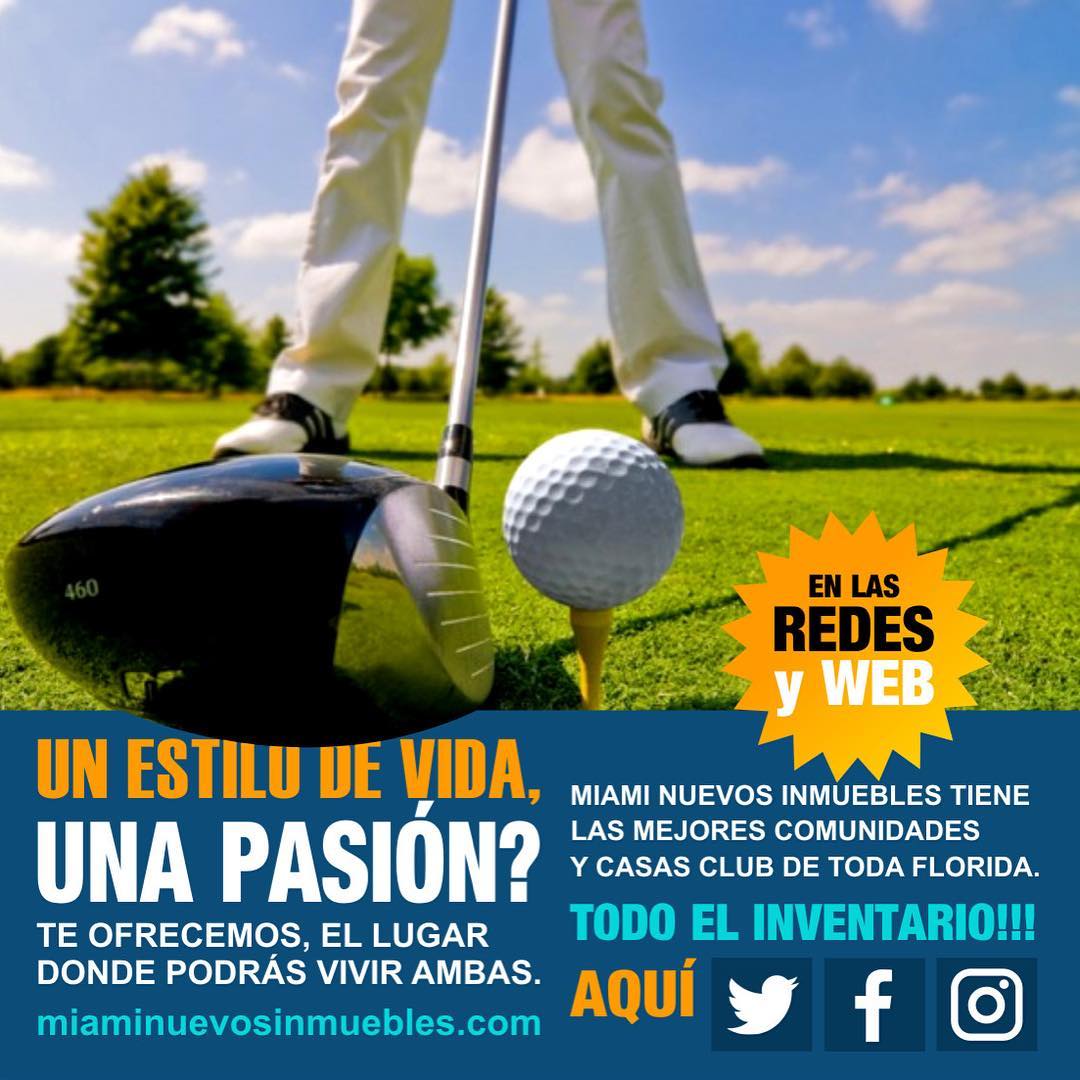 460
EN LAS
REDES
y WEB
UN ESTILO DE VIDA,
UNA PASIÓN?
TE OFRECEMOS, EL LUGAR
DONDE PODRÁS VIVIR AMBAS.
miaminuevosinmuebles.com
MIAMI NUEVOS INMUEBLES TIENE
LAS MEJORES COMUNIDADES
Y CASAS CLUB DE TODA FLORIDA.
TODO EL INVENTARIO!!!
AQUÍ